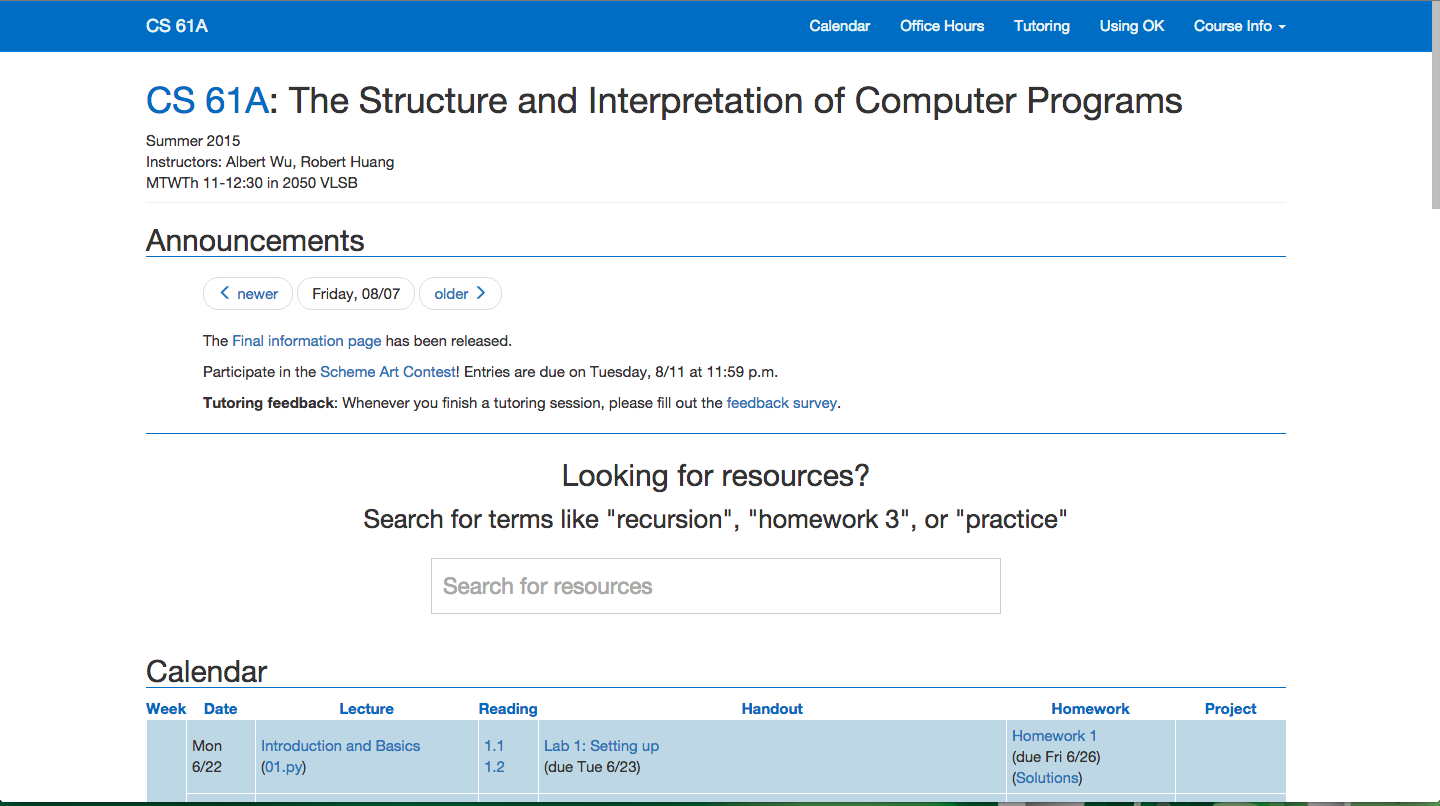 CS 61A Calendar Office Hours Tutoring Using OK Course Info
CS 61A: The Structure and Interpretation of Computer Programs
Summer 2015
Instructors: Albert Wu, Robert Huang
MTWTh 11-12:30 in 2050 VLSB
Announcements
newer Friday, 08/07 older
The Final information page has been released.
Participate in the Scheme Art Contest! Entries are due on Tuesday, 8/11 at 11:59 p.m.
Tutoring feedback: Whenever you finish a tutoring session, please fill out the feedback survey.
Looking for resources?
Search for terms like "recursion", "homework 3", or "practice"
Search for resources
Calendar
Week Date Lecture Reading Handout Homework Project
Mon
6/22
Introduction and Basics
(01.py)
1.1
1.2
Lab 1: Setting up
(due Tue 6/23)
Homework 1
(due Fri 6/26)
(Solutions)